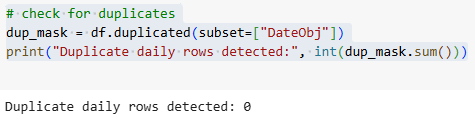 # check for duplicates
dup_mask = df.duplicated(subset=["DateObj"])
print("Duplicate daily rows detected:", int(dup_mask.sum()))
Duplicate daily rows detected: 0